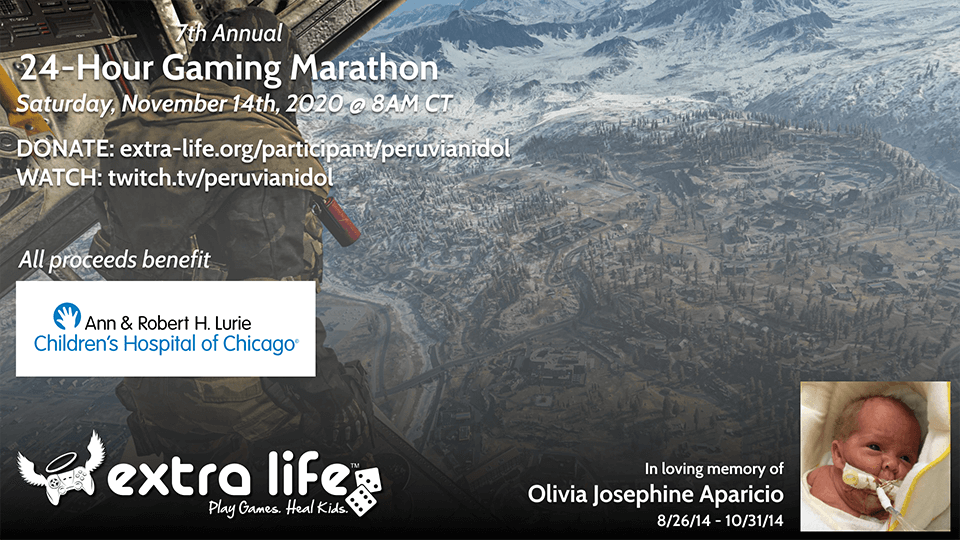 7th Annual
24-Hour Gaming Marathon
Saturday, November 14th, 2020 @ 8AM CT
DONATE: extra-life.org/participant/peruvianidol
WATCH: twitch.tv/peruvianidol
All proceeds benefit
Ann & Robert H. Lurie
Children's Hospital of Chicago®
extra life™
Play Games. Heal Kids.
In loving memory of
Olivia Josephine Aparicio
8/26/14 - 10/31/14